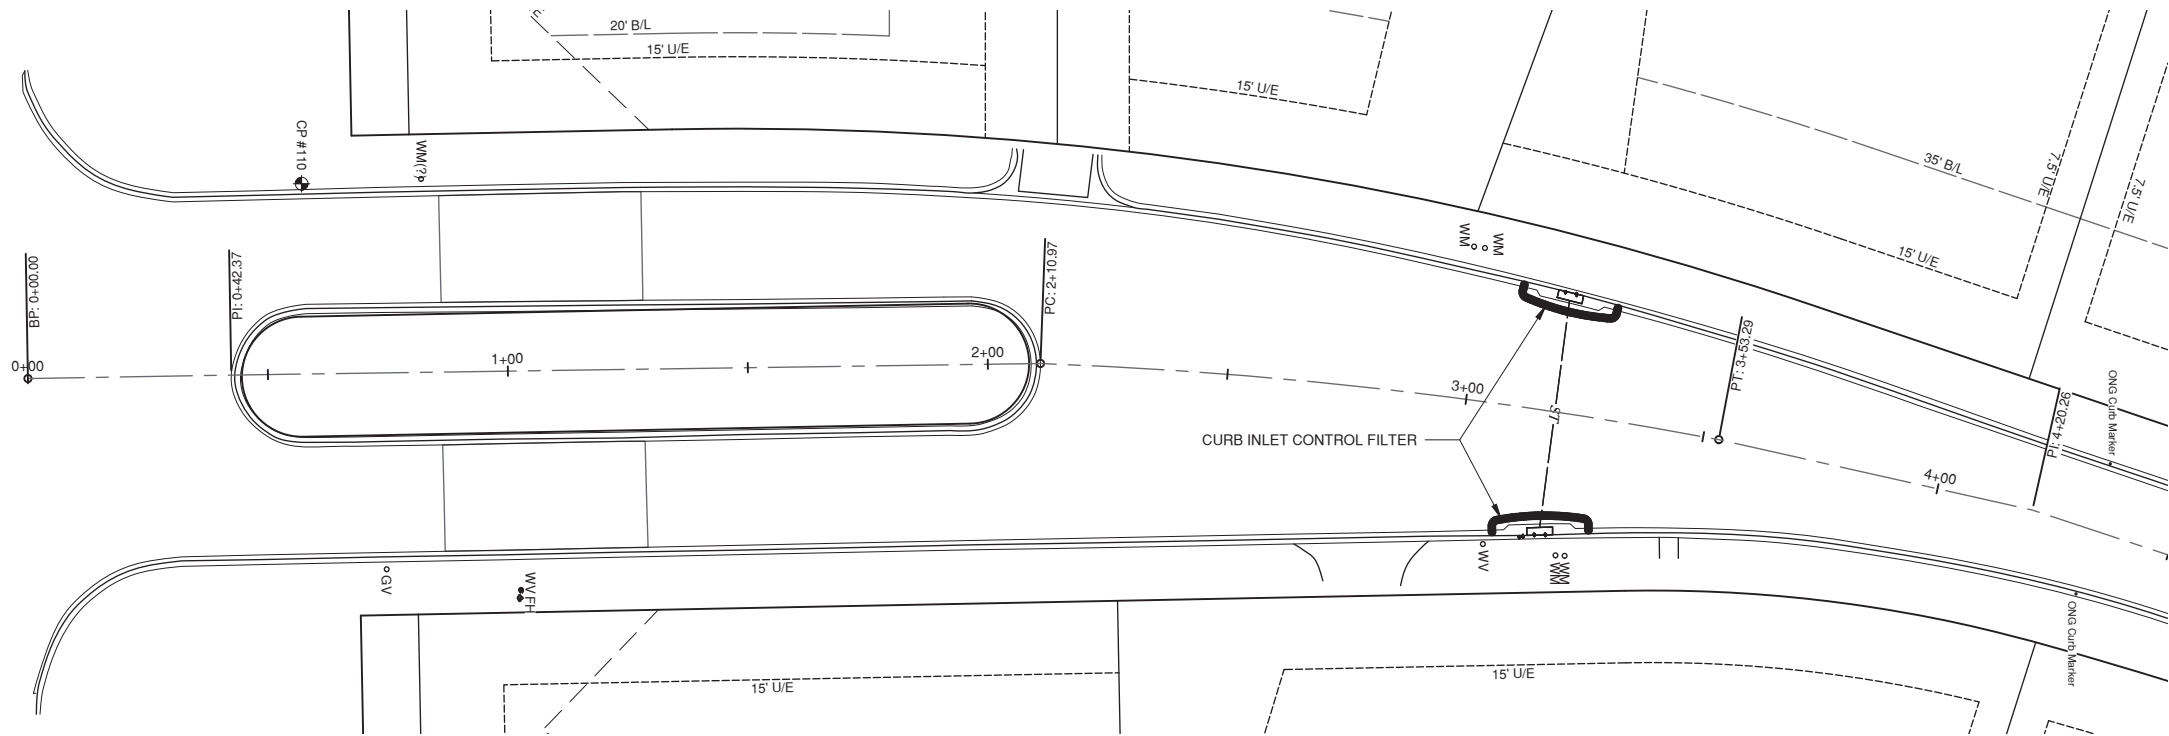 20' B/L
15' U/E
15' U/E
35' B/L
7.5' U/E
7.5' U/E
15' U/E
CP #110
WM(?)
WM
WM
BP: 0+00.00
PI: 0+42.37
PC: 2+10.97
PT: 3+53.29
PI: 4+20.26
ONG Curb Marker
0+00
1+00
2+00
3+00
4+00
ST
CURB INLET CONTROL FILTER
GV
WV
FH
WV
WM
WM
ONG Curb Marker
15' U/E
15' U/E